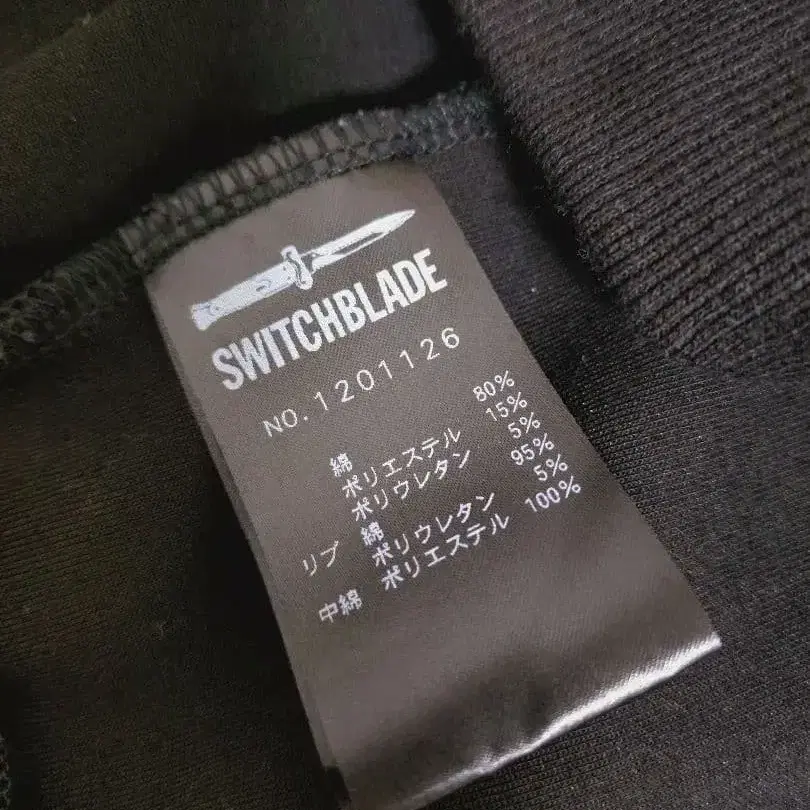 SWITCHBLADE
NO.1201126
綿 80%
ポリエステル 15%
ポリウレタン 5%
リブ 綿 95%
ポリウレタン 5%
中綿 ポリエステル 100%